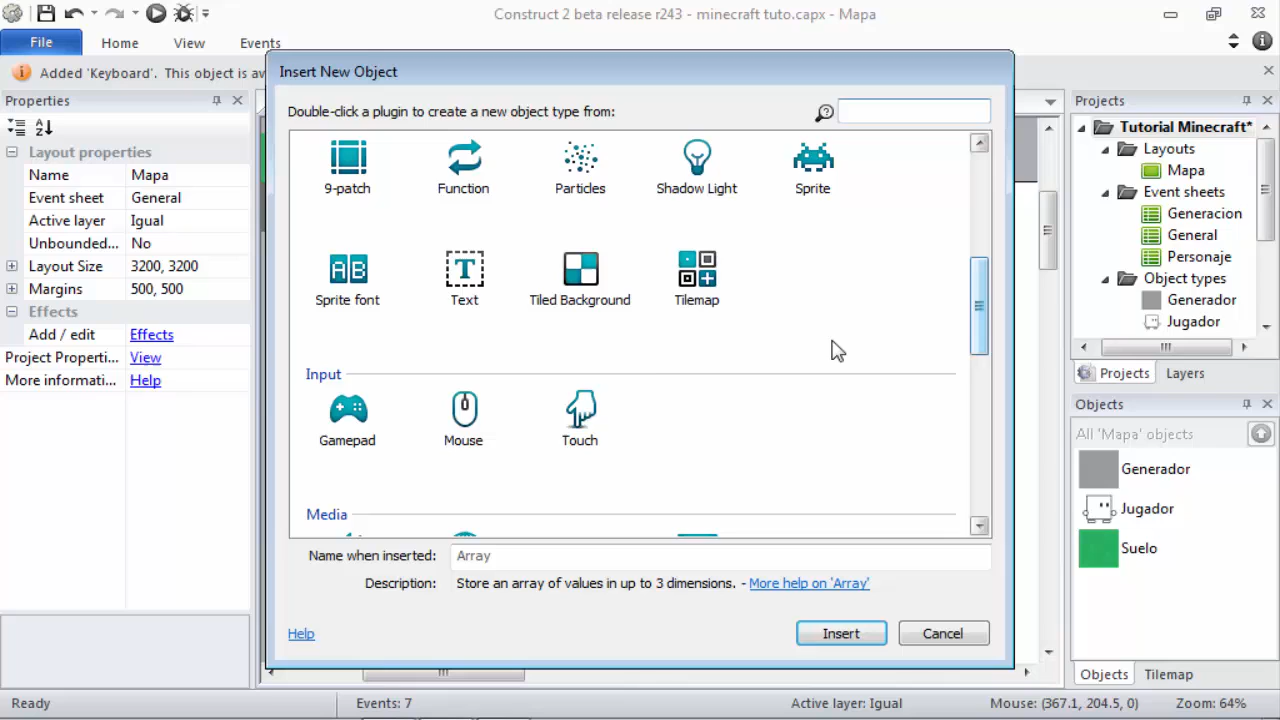 Construct 2 beta release r243 - minecraft tuto.capx - Mapa
File Home View Events
Added 'Keyboard'. This object is av
Insert New Object
Properties
Layout properties
Name Mapa
Event sheet General
Active layer Igual
Unbounded... No
Layout Size 3200, 3200
Margins 500, 500
Effects
Add / edit Effects
Project Properti... View
More informati... Help
Double-click a plugin to create a new object type from:
9-patch Function Particles Shadow Light Sprite
AB T
Sprite font Text Tiled Background Tilemap
Input
Gamepad Mouse Touch
Media
Name when inserted: Array
Description: Store an array of values in up to 3 dimensions. - More help on 'Array'
Help Insert Cancel
Projects
Tutorial Minecraft*
Layouts
Mapa
Event sheets
Generacion
General
Personaje
Object types
Generador
Jugador
Projects Layers
Objects
All 'Mapa' objects
Generador
Jugador
Suelo
Objects Tilemap
Ready Events: 7 Active layer: Igual Mouse: (367.1, 204.5, 0) Zoom: 64%